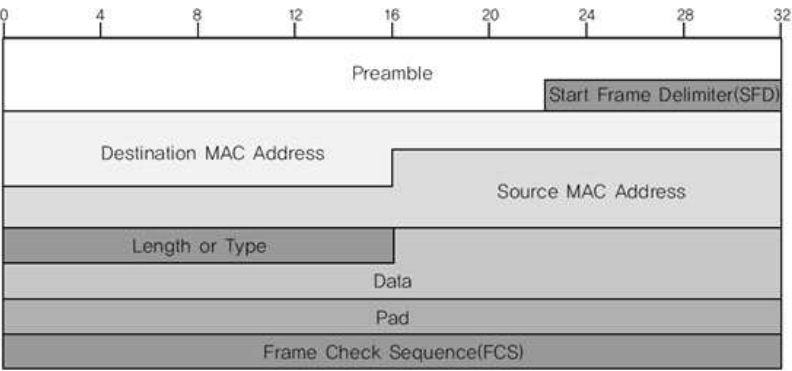 0 4 8 12 16 20 24 28 32
Preamble
Start Frame Delimiter(SFD)
Destination MAC Address
Source MAC Address
Length or Type
Data
Pad
Frame Check Sequence(FCS)